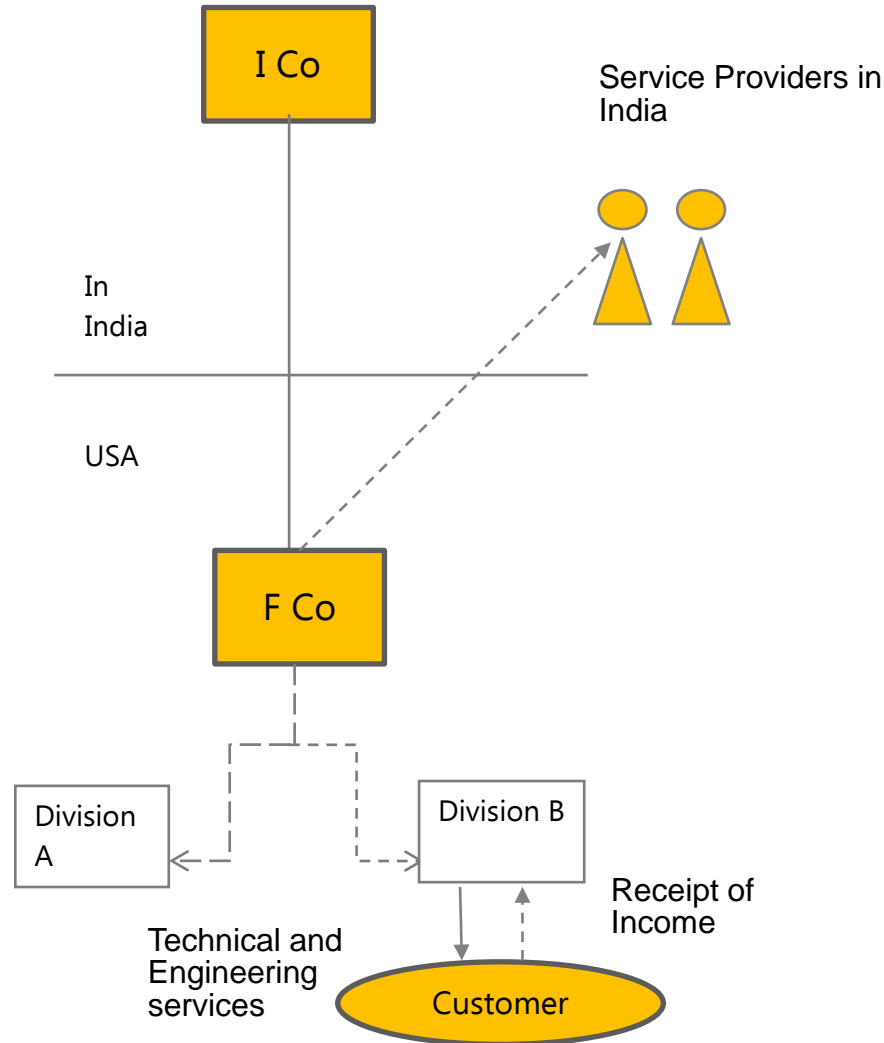 I Co
Service Providers in
India
In
India
USA
F Co
Division
A
Division B
Receipt of
Income
Technical and
Engineering
services
Customer